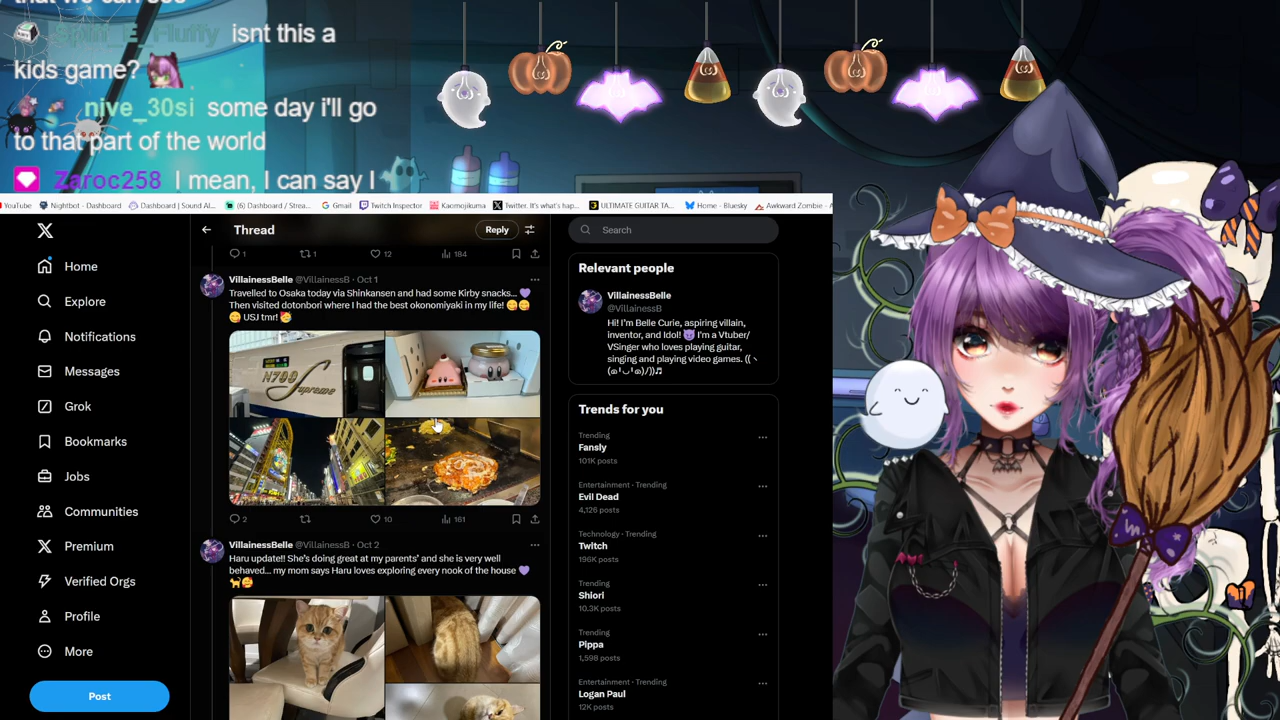 that we can see
Split_E_Fluffy isnt this a
kids game?
nive_30si some day i'll go
to that part of the world
Zaroc258 I mean, I can say I
YouTube
Nightbot - Dashboard
Dashboard | Sound Al...
(6) Dashboard / Strea...
Gmail
Twitch Inspector
Kaomojikuma
Twitter. It's what's hap...
ULTIMATE GUITAR TA...
Home - Bluesky
Awkward Zombie - A
Home
Explore
Notifications
Messages
Grok
Bookmarks
Jobs
Communities
Premium
Verified Orgs
Profile
More
Post
Thread
Reply
1
1
12
184
VillainessBelle @VillainessB · Oct 1
Travelled to Osaka today via Shinkansen and had some Kirby snacks... 💜
Then visited dotonbori where I had the best okonomiyaki in my life! 😋😋
😋 USJ tmr! 🥳
N700
Supreme
2
10
161
VillainessBelle @VillainessB · Oct 2
Haru update!! She's doing great at my parents' and she is very well
behaved... my mom says Haru loves exploring every nook of the house 💜
🐈🥰
Search
Relevant people
VillainessBelle
@VillainessB
Hi! I'm Belle Curie, aspiring villain,
inventor, and Idol! 😈 I'm a Vtuber/
VSinger who loves playing guitar,
singing and playing video games. ((ヽ
Trends for you
Trending
Fansly
101K posts
Entertainment · Trending
Evil Dead
4,126 posts
Technology · Trending
Twitch
196K posts
Trending
Shiori
10.3K posts
Trending
Pippa
1,598 posts
Entertainment · Trending
Logan Paul
12K posts